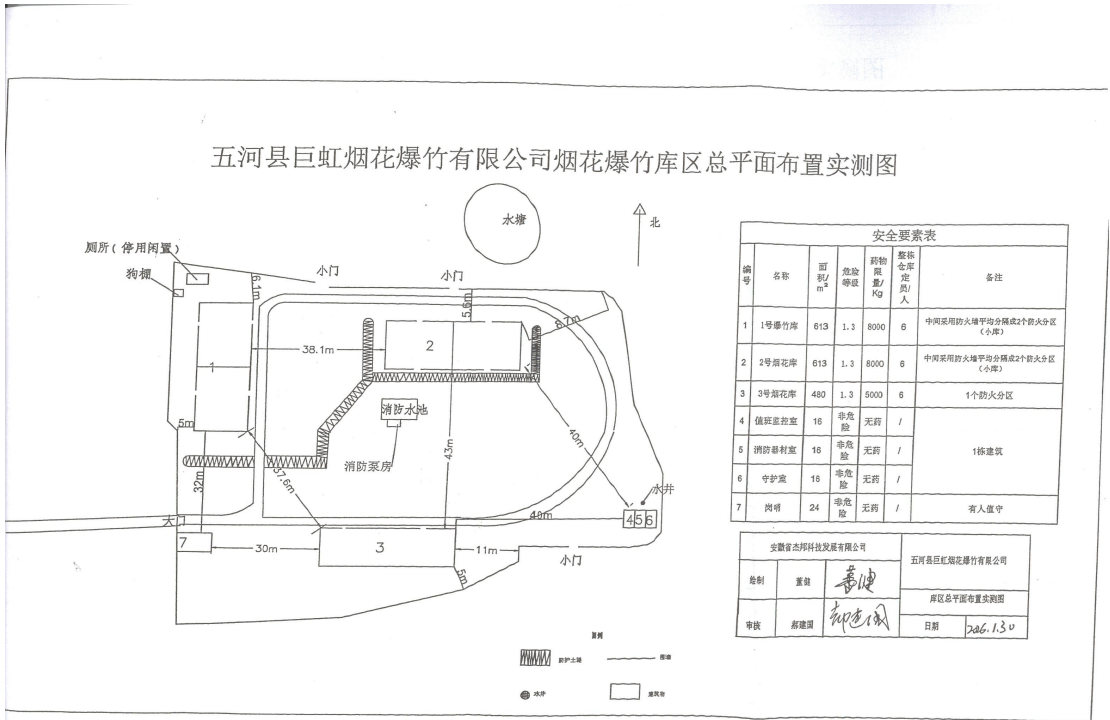 五河县巨虹烟花爆竹有限公司烟花爆竹库区总平面布置实测图
水塘
北
厕所(停用闲置)
狗棚
小门
小门
6.1m
5.6m
8.7m
38.1m
1
2
消防水池
消防泵房
43m
40m
5m
37.6m
32m
水井
大门
40m
456
7
30m
3
11m
小门
5m
安全要素表
编号 名称 面积/m² 危险等级 药物限量/Kg 整栋仓库定员/人 备注
1 1号爆竹库 613 1.3 8000 6 中间采用防火墙平均分隔成2个防火分区(小库)
2 2号烟花库 613 1.3 8000 6 中间采用防火墙平均分隔成2个防火分区(小库)
3 3号烟花库 480 1.3 5000 6 1个防火分区
4 值班监控室 16 非危险 无药 /
5 消防器材室 16 非危险 无药 / 1栋建筑
6 守护室 16 非危险 无药 /
7 岗哨 24 非危险 无药 / 有人值守
安徽省杰邦科技发展有限公司
五河县巨虹烟花爆竹有限公司
绘制 董健 董健
库区总平面布置实测图
审核 郝建国 郝建国
日期
图例
防护土堤
围墙
水井
建筑物